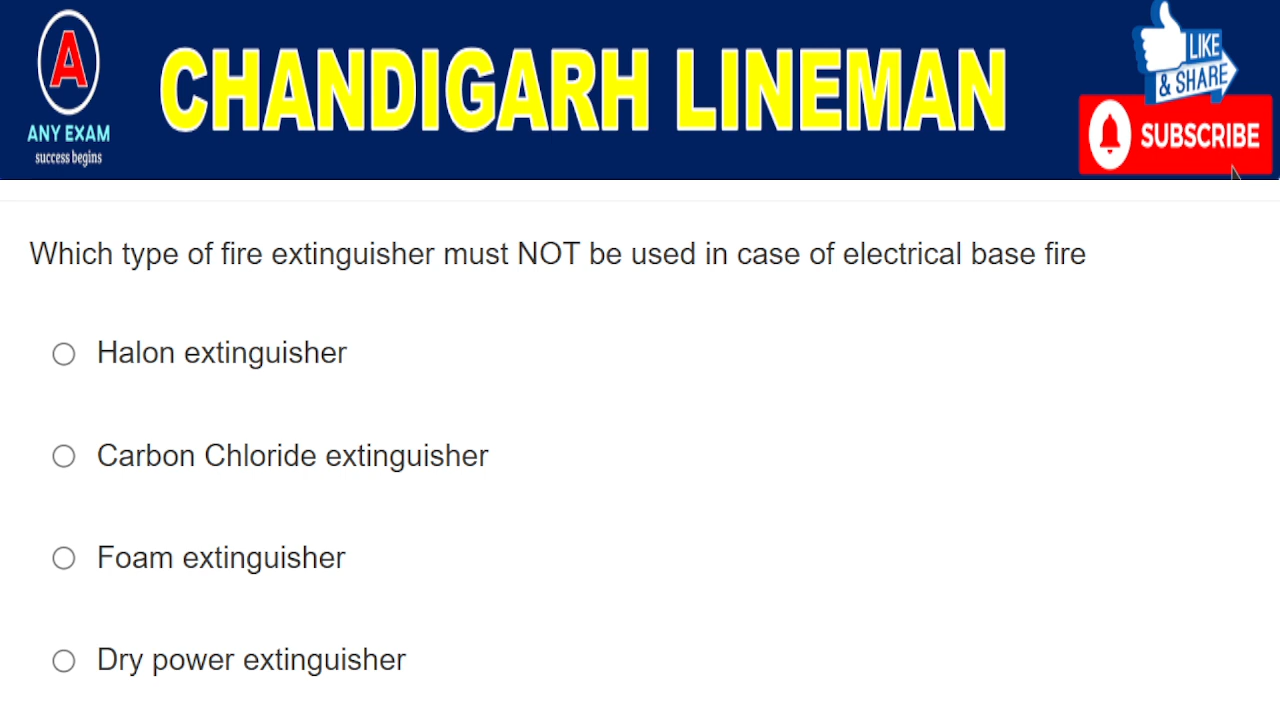 A
ANY EXAM
success begins
CHANDIGARH LINEMAN
LIKE
& SHARE
SUBSCRIBE
Which type of fire extinguisher must NOT be used in case of electrical base fire
Halon extinguisher
Carbon Chloride extinguisher
Foam extinguisher
Dry power extinguisher